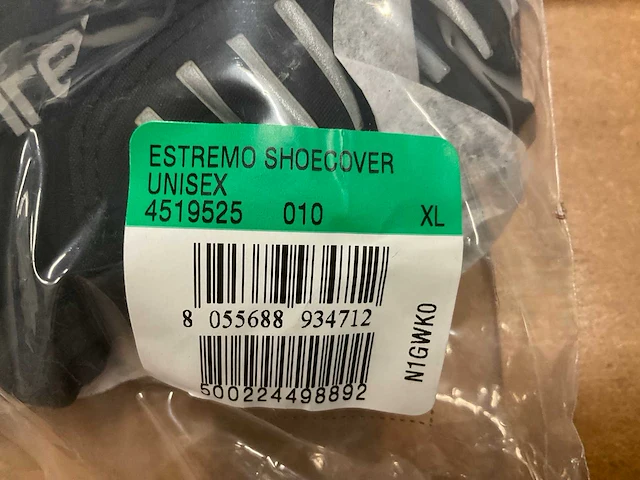 ESTREMO SHOECOVER
UNISEX
4519525 010 XL
8 055688 934712
500224498892
N1GWK0